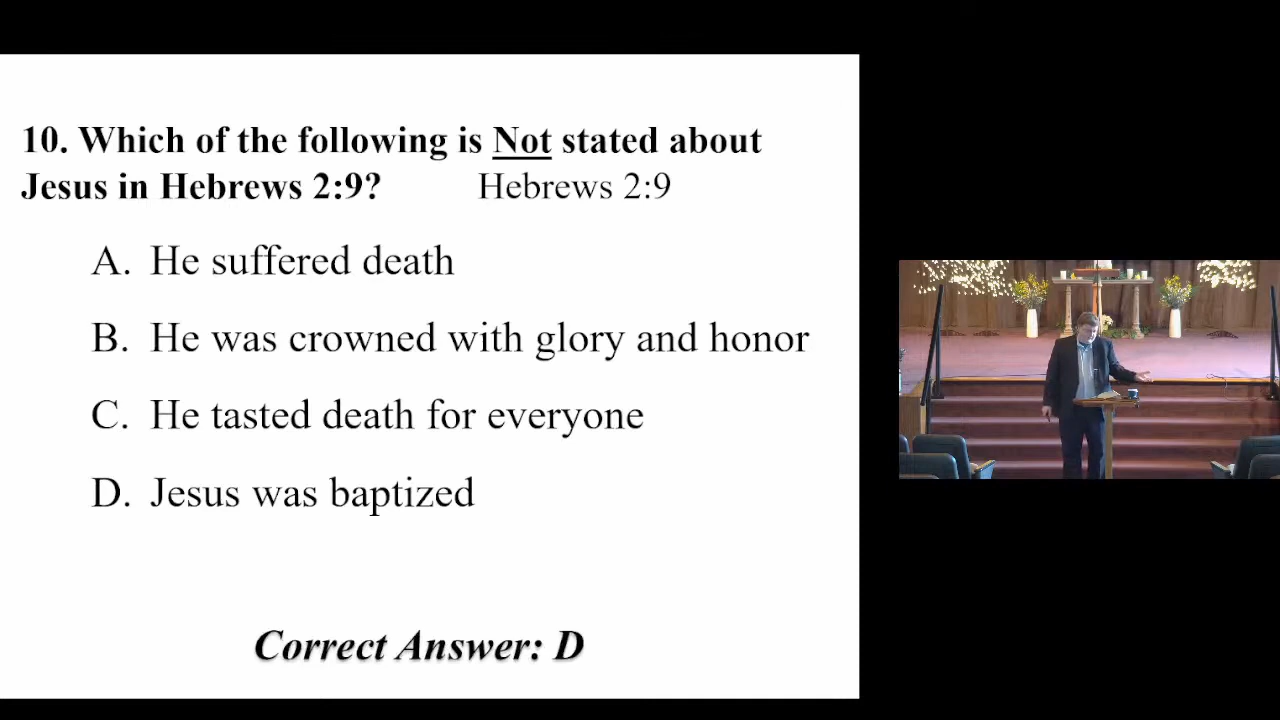 10. Which of the following is Not stated about
Jesus in Hebrews 2:9? Hebrews 2:9
A. He suffered death
B. He was crowned with glory and honor
C. He tasted death for everyone
D. Jesus was baptized
Correct Answer: D